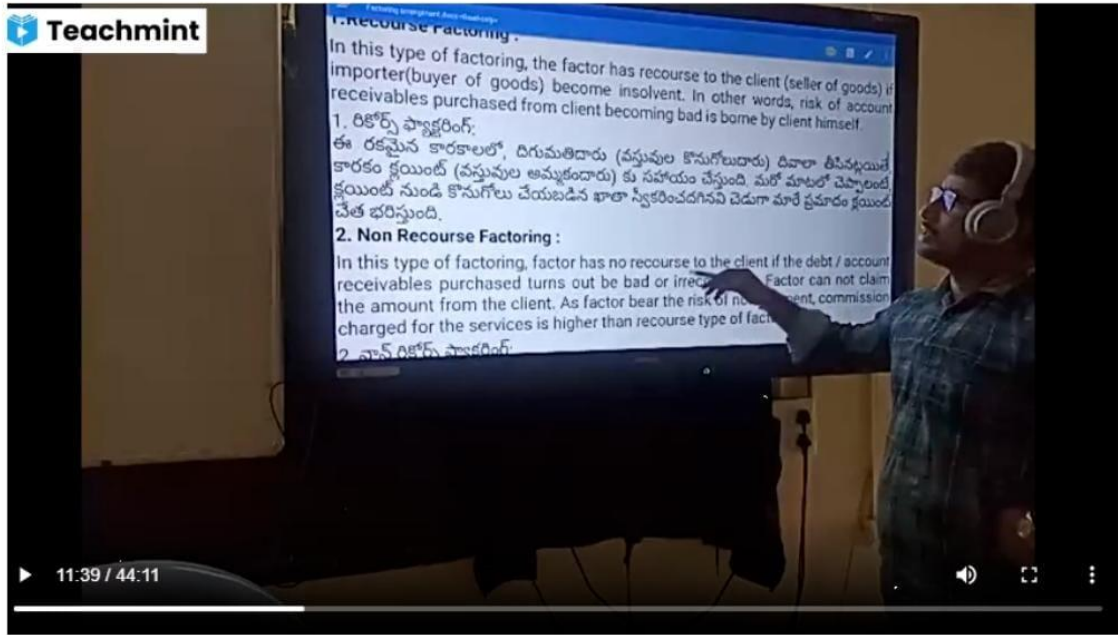 Teachmint
1.Recourse Factoring :
In this type of factoring, the factor has recourse to the client (seller of goods) if
importer(buyer of goods) become insolvent. In other words, risk of account
receivables purchased from client becoming bad is borne by client himself.
1. రికోర్స్ ఫ్యాక్టరింగ్:
ఈ రకమైన కారకాలలో, దిగుమతిదారు (వస్తువుల కొనుగోలుదారు) దివాలా తీసినట్లయితే
కారకం క్లయింట్ (వస్తువుల అమ్మకందారు) కు సహాయం చేస్తుంది. మరో మాటలో చెప్పాలంటే,
క్లయింట్ నుండి కొనుగోలు చేయబడిన ఖాతా స్వీకరించదగినవి చెడుగా మారే ప్రమాదం క్లయింట్
చేత భరిస్తుంది.
2. Non Recourse Factoring :
In this type of factoring, factor has no recourse to the client if the debt / account
receivables purchased turns out be bad or Factor can not claim
the amount from the client. As factor bear the risk of commission
charged for the services is higher than recourse type of
2. నాన్ రికోర్స్ ఫ్యాక్టరింగ్:
11:39 / 44:11